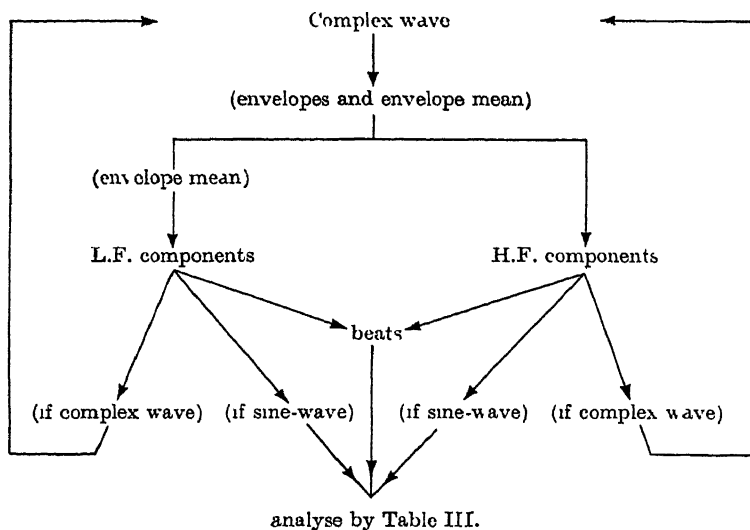 Complex wave
(envelopes and envelope mean)
(envelope mean)
L.F. components
H.F. components
beats
(if complex wave)
(if sine-wave)
(if sine-wave)
(if complex wave)
analyse by Table III.